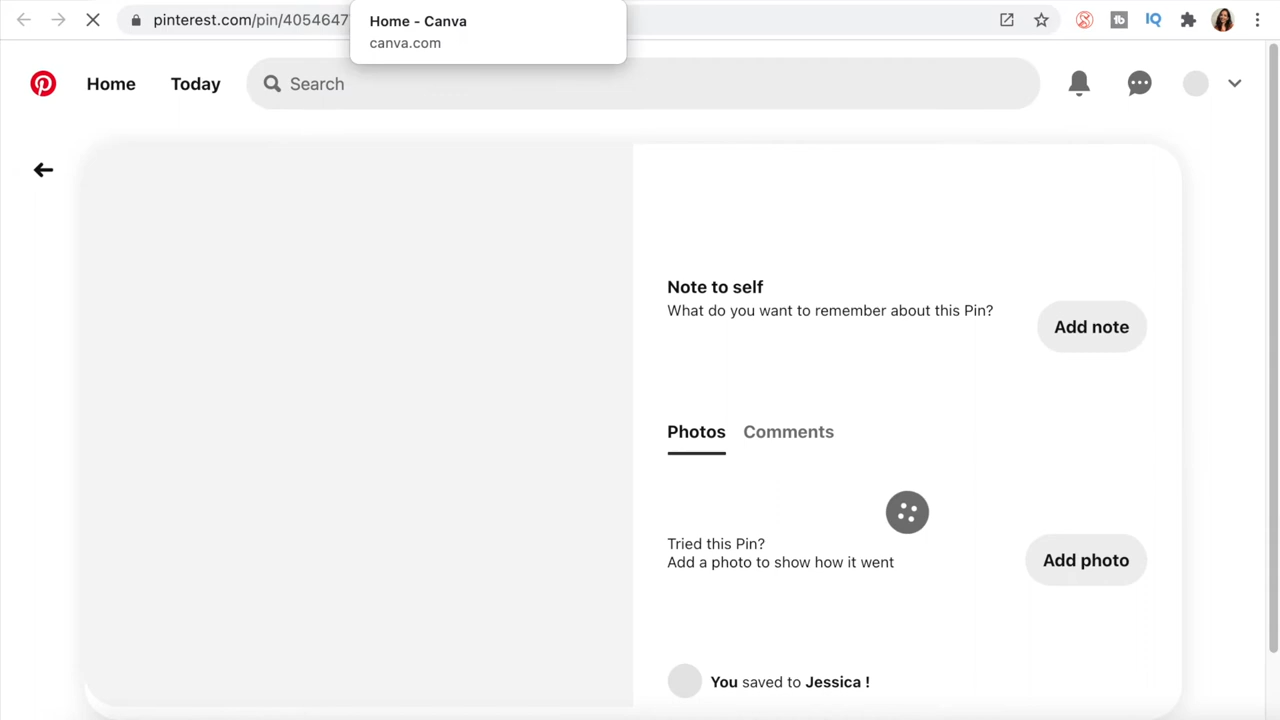 pinterest.com/pin/4054647
Home - Canva
canva.com
Home
Today
Search
Note to self
What do you want to remember about this Pin?
Add note
Photos
Comments
Tried this Pin?
Add a photo to show how it went
Add photo
You saved to Jessica !
tb
IQ